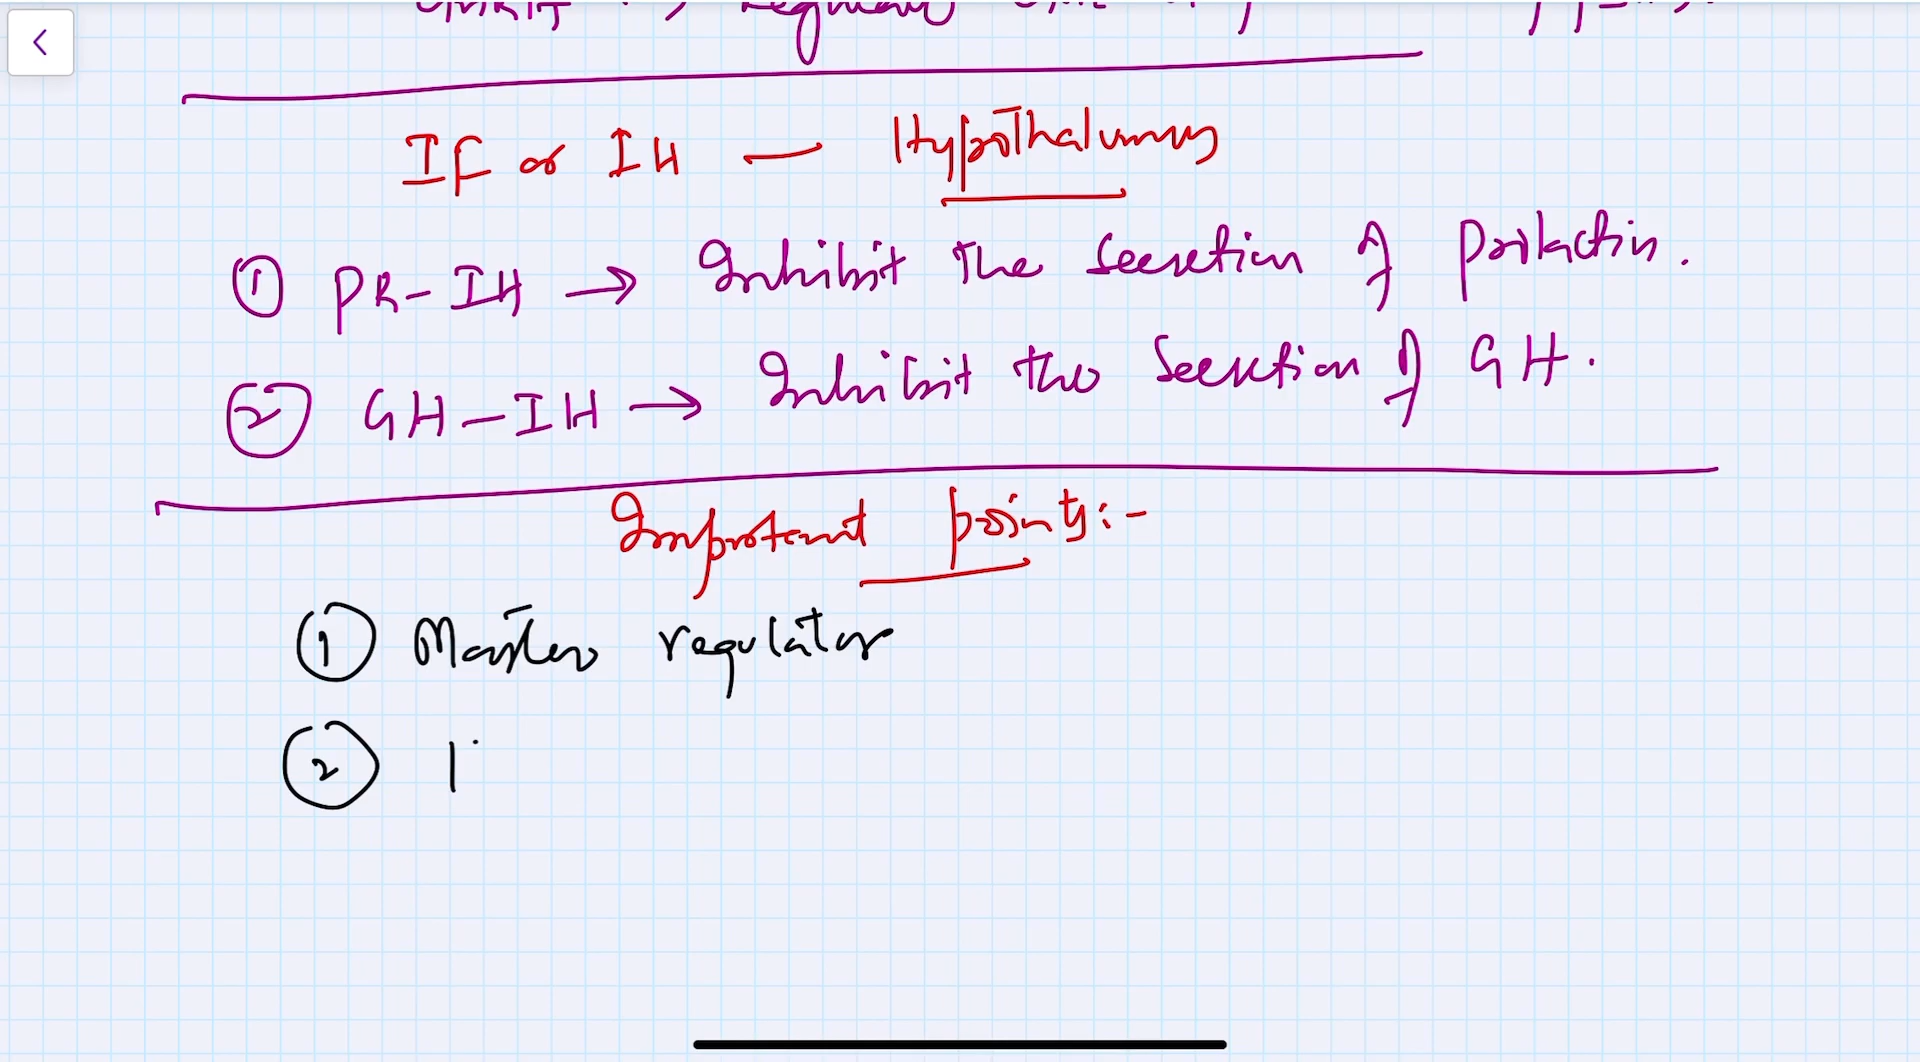 IF or IH — Hypothalamus
① PR-IH → Inhibit the secretion of prolactin.
② GH-IH → Inhibit the secretion of GH.
Important points:-
① Master regulator
②